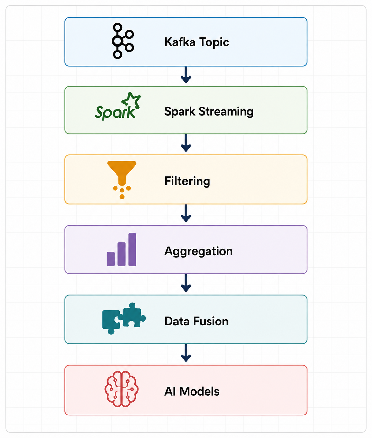 Kafka Topic
Spark
Spark Streaming
Filtering
Aggregation
Data Fusion
AI Models